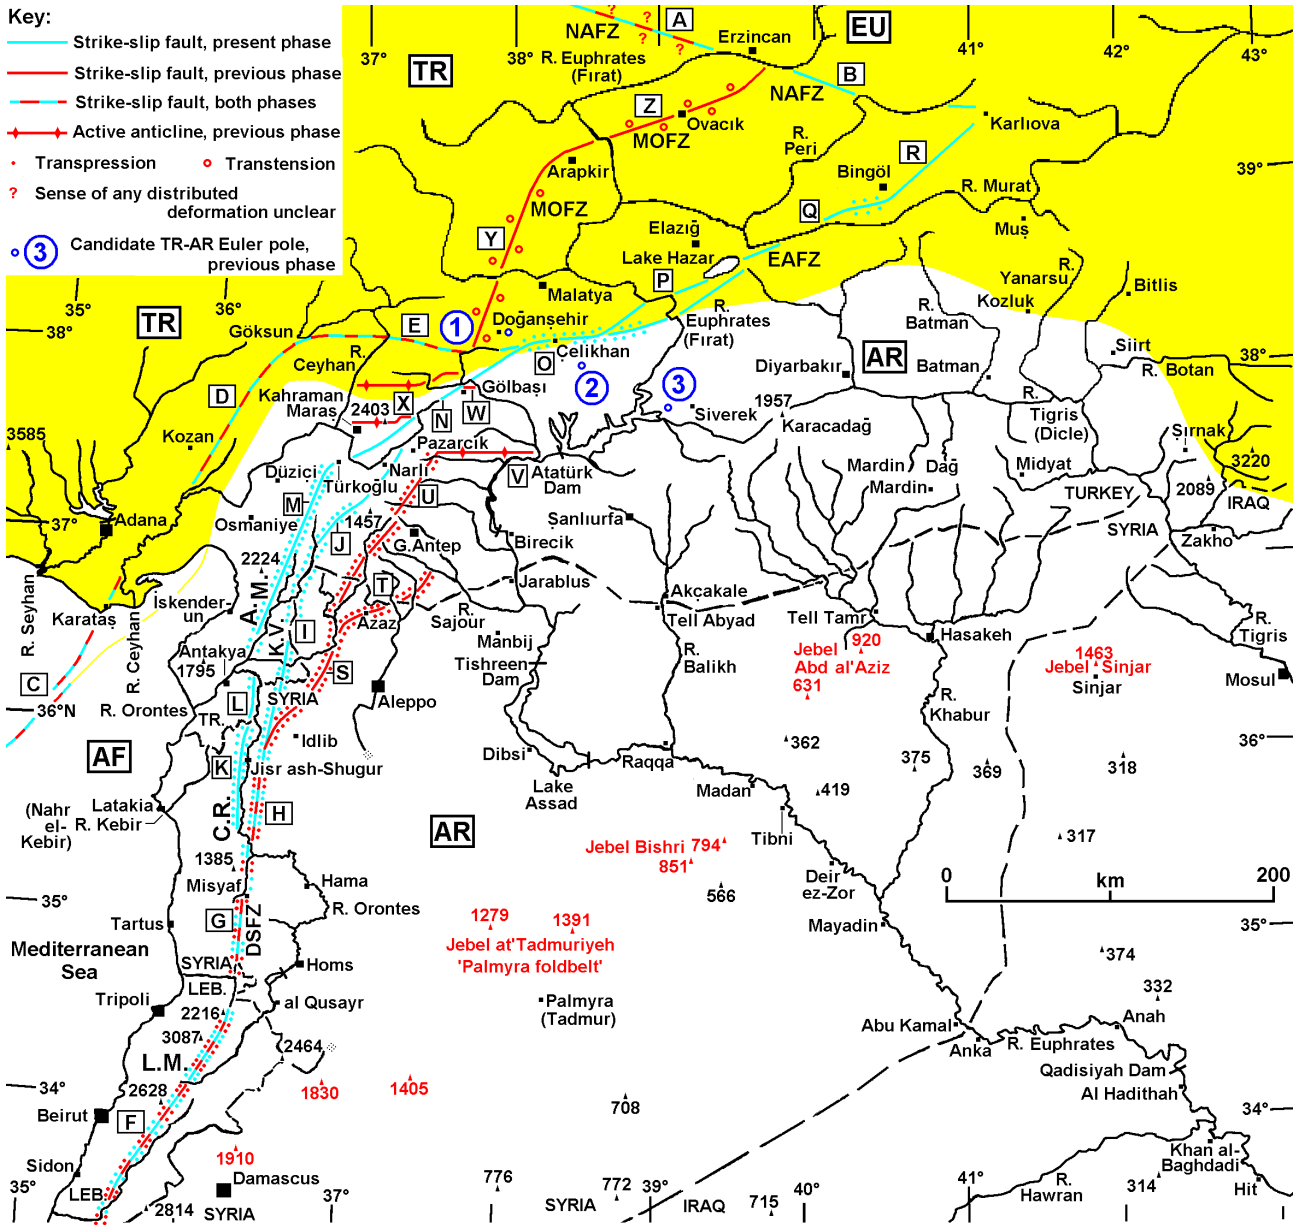 Key:
Strike-slip fault, present phase
Strike-slip fault, previous phase
Strike-slip fault, both phases
Active anticline, previous phase
Transpression
Transtension
? Sense of any distributed
deformation unclear
3 Candidate TR-AR Euler pole,
previous phase
37°
38°
41°
42°
43°
NAFZ
?
?
?
?
A
Erzincan
EU
TR
R. Euphrates
(Fırat)
B
NAFZ
Z
Ovacık
MOFZ
Karlıova
R.
Peri
R
39°
Arapkir
Bingöl
R. Murat
MOFZ
Q
Elazığ
Muş
Y
Lake Hazar
EAFZ
P
R.
Yanarsu
Bitlis
35°
36°
Malatya
Kozluk
TR
38°
Göksun
E
1
Doğanşehir
R.
Euphrates
(Fırat)
R.
Batman
R.
Ceyhan
O
Çelikhan
AR
Siirt
38°
Diyarbakır
Batman
R. Botan
D
Kahraman
Maraş
2403
X
N
W
Gölbaşı
2
3
Siverek
1957
Karacadağ
R.
Tigris
(Dicle)
3585
Kozan
Pazarcık
Şırnak
Düziçi
Narlı
V
Atatürk
Dam
Mardin
Dağ
Midyat
3220
Türkoğlu
M
U
Mardin
TURKEY
2089
IRAQ
37°
Adana
Osmaniye
1457
Şanlıurfa
SYRIA
J
G.Antep
Birecik
Zakho
2224
T
Jarablus
R. Seyhan
A.M.
Akçakale
Karataş
İskender-
un
I
Azaz
R.
Sajour
Tell Abyad
Tell Tamr
R.
Tigris
R. Ceyhan
K.V.
Manbij
Hasakeh
Antakya
1795
Tishreen
Dam
R.
Balikh
Jebel
920
Abd al'Aziz
631
1463
Jebel Sinjar
Sinjar
Mosul
C
S
36°N
R. Orontes
L
SYRIA
Aleppo
R.
Khabur
TR.
AF
Idlib
362
36°
K
Jisr ash-Shugur
Dibsi
Raqqa
375
369
318
Latakia
(Nahr
el-
Kebir)
R. Kebir
C.R.
H
Lake
Assad
Madan
419
AR
Tibni
317
Jebel Bishri 794
851
1385
Misyaf
Hama
566
Deir
ez-Zor
0
km
200
35°
R. Orontes
Tartus
G
DSFZ
1279
1391
Mayadin
35°
Mediterranean
Sea
Jebel at'Tadmuriyeh
'Palmyra foldbelt'
374
SYRIA
Homs
LEB.
332
Tripoli
al Qusayr
Palmyra
(Tadmur)
2216
Anah
Abu Kamal
3087
Anka
R. Euphrates
L.M.
2464
Qadisiyah Dam
34°
2628
1830
1405
Al Hadithah
Beirut
708
34°
F
Khan al-
Baghdadi
1910
Sidon
Damascus
LEB.
35°
2814
SYRIA
37°
776
772
SYRIA
39°
IRAQ
715
40°
41°
R.
Hawran
314
Hit